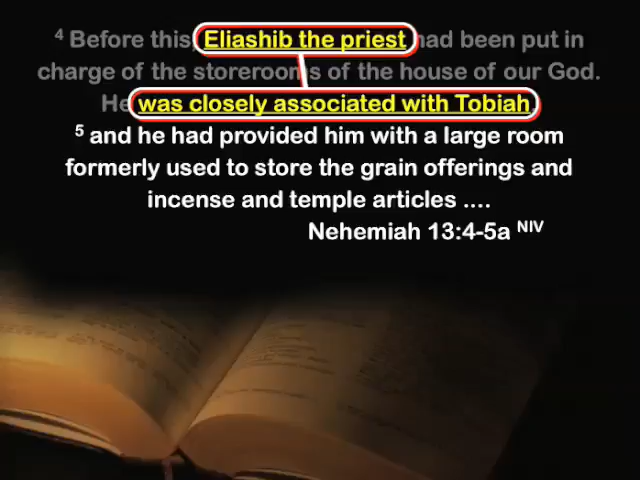 ⁴ Before this, Eliashib the priest had been put in
charge of the storerooms of the house of our God.
He was closely associated with Tobiah,
⁵ and he had provided him with a large room
formerly used to store the grain offerings and
incense and temple articles ....
Nehemiah 13:4-5a NIV